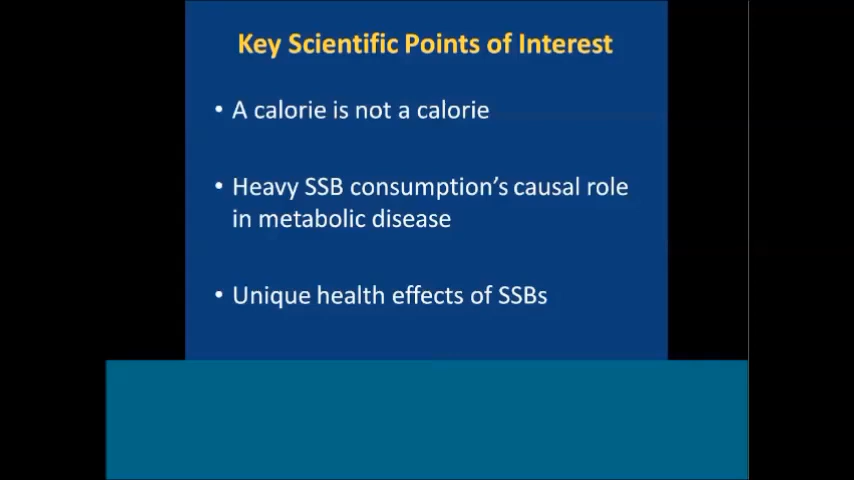 Key Scientific Points of Interest
• A calorie is not a calorie
• Heavy SSB consumption's causal role
in metabolic disease
• Unique health effects of SSBs